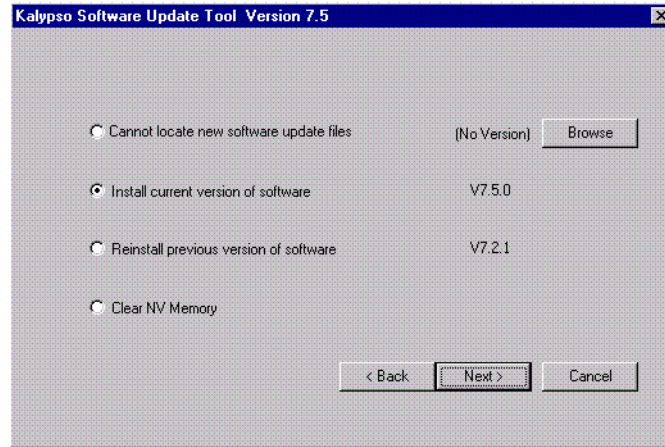 Kalypso Software Update Tool Version 7.5
Cannot locate new software update files (No Version) Browse
Install current version of software V7.5.0
Reinstall previous version of software V7.2.1
Clear NV Memory
< Back Next > Cancel